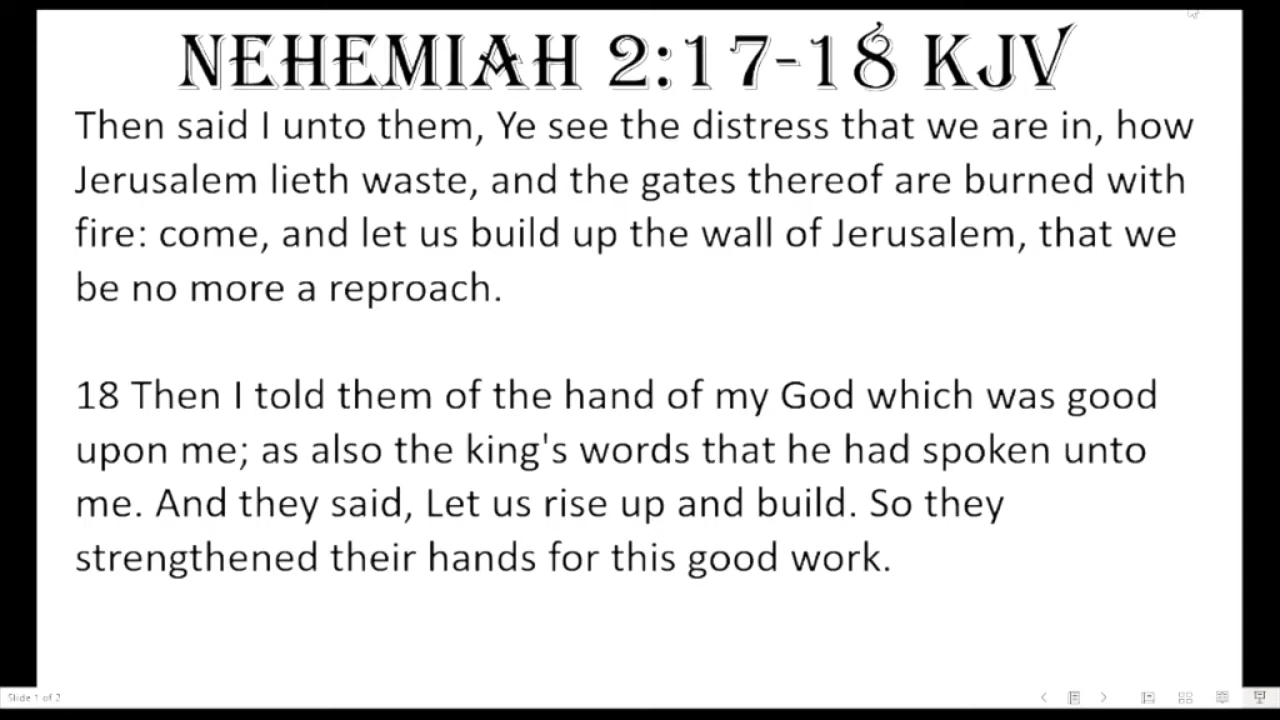 NEHEMIAH 2:17-18 KJV
Then said I unto them, Ye see the distress that we are in, how
Jerusalem lieth waste, and the gates thereof are burned with
fire: come, and let us build up the wall of Jerusalem, that we
be no more a reproach.
18 Then I told them of the hand of my God which was good
upon me; as also the king's words that he had spoken unto
me. And they said, Let us rise up and build. So they
strengthened their hands for this good work.
Slide 1 of 2